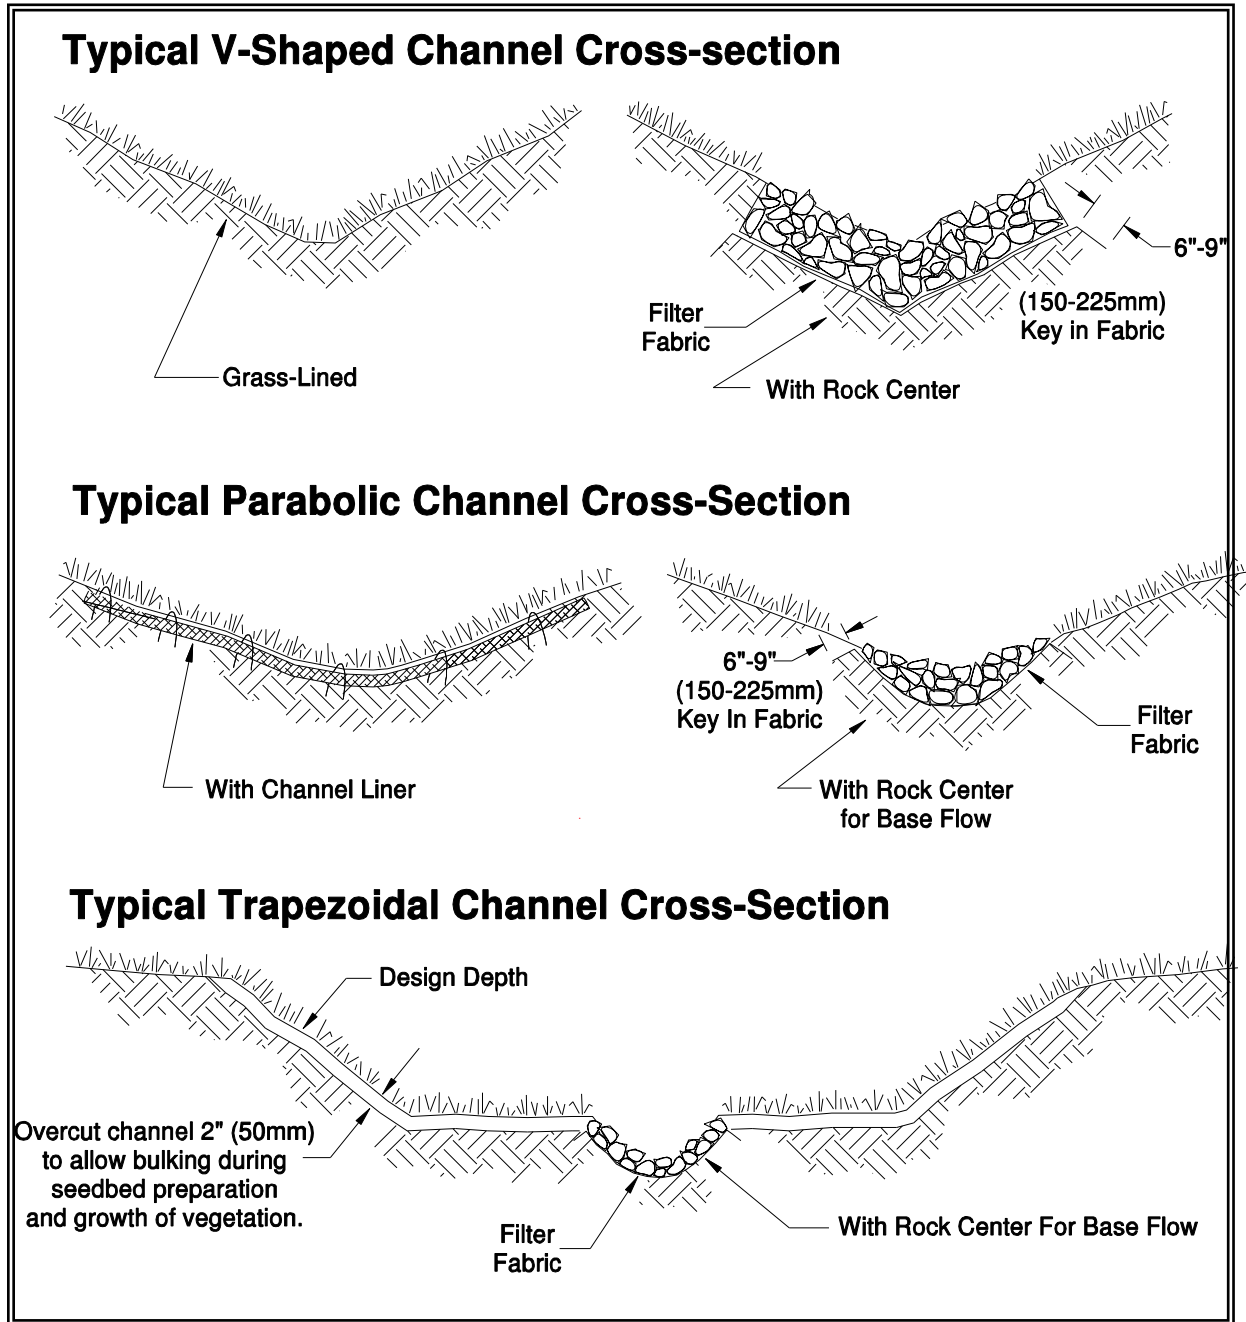 Typical V-Shaped Channel Cross-section
6"-9"
(150-225mm)
Key in Fabric
Filter
Fabric
Grass-Lined
With Rock Center
Typical Parabolic Channel Cross-Section
6"-9"
(150-225mm)
Key In Fabric
Filter
Fabric
With Channel Liner
With Rock Center
for Base Flow
Typical Trapezoidal Channel Cross-Section
Design Depth
Overcut channel 2" (50mm)
to allow bulking during
seedbed preparation
and growth of vegetation.
Filter
Fabric
With Rock Center For Base Flow